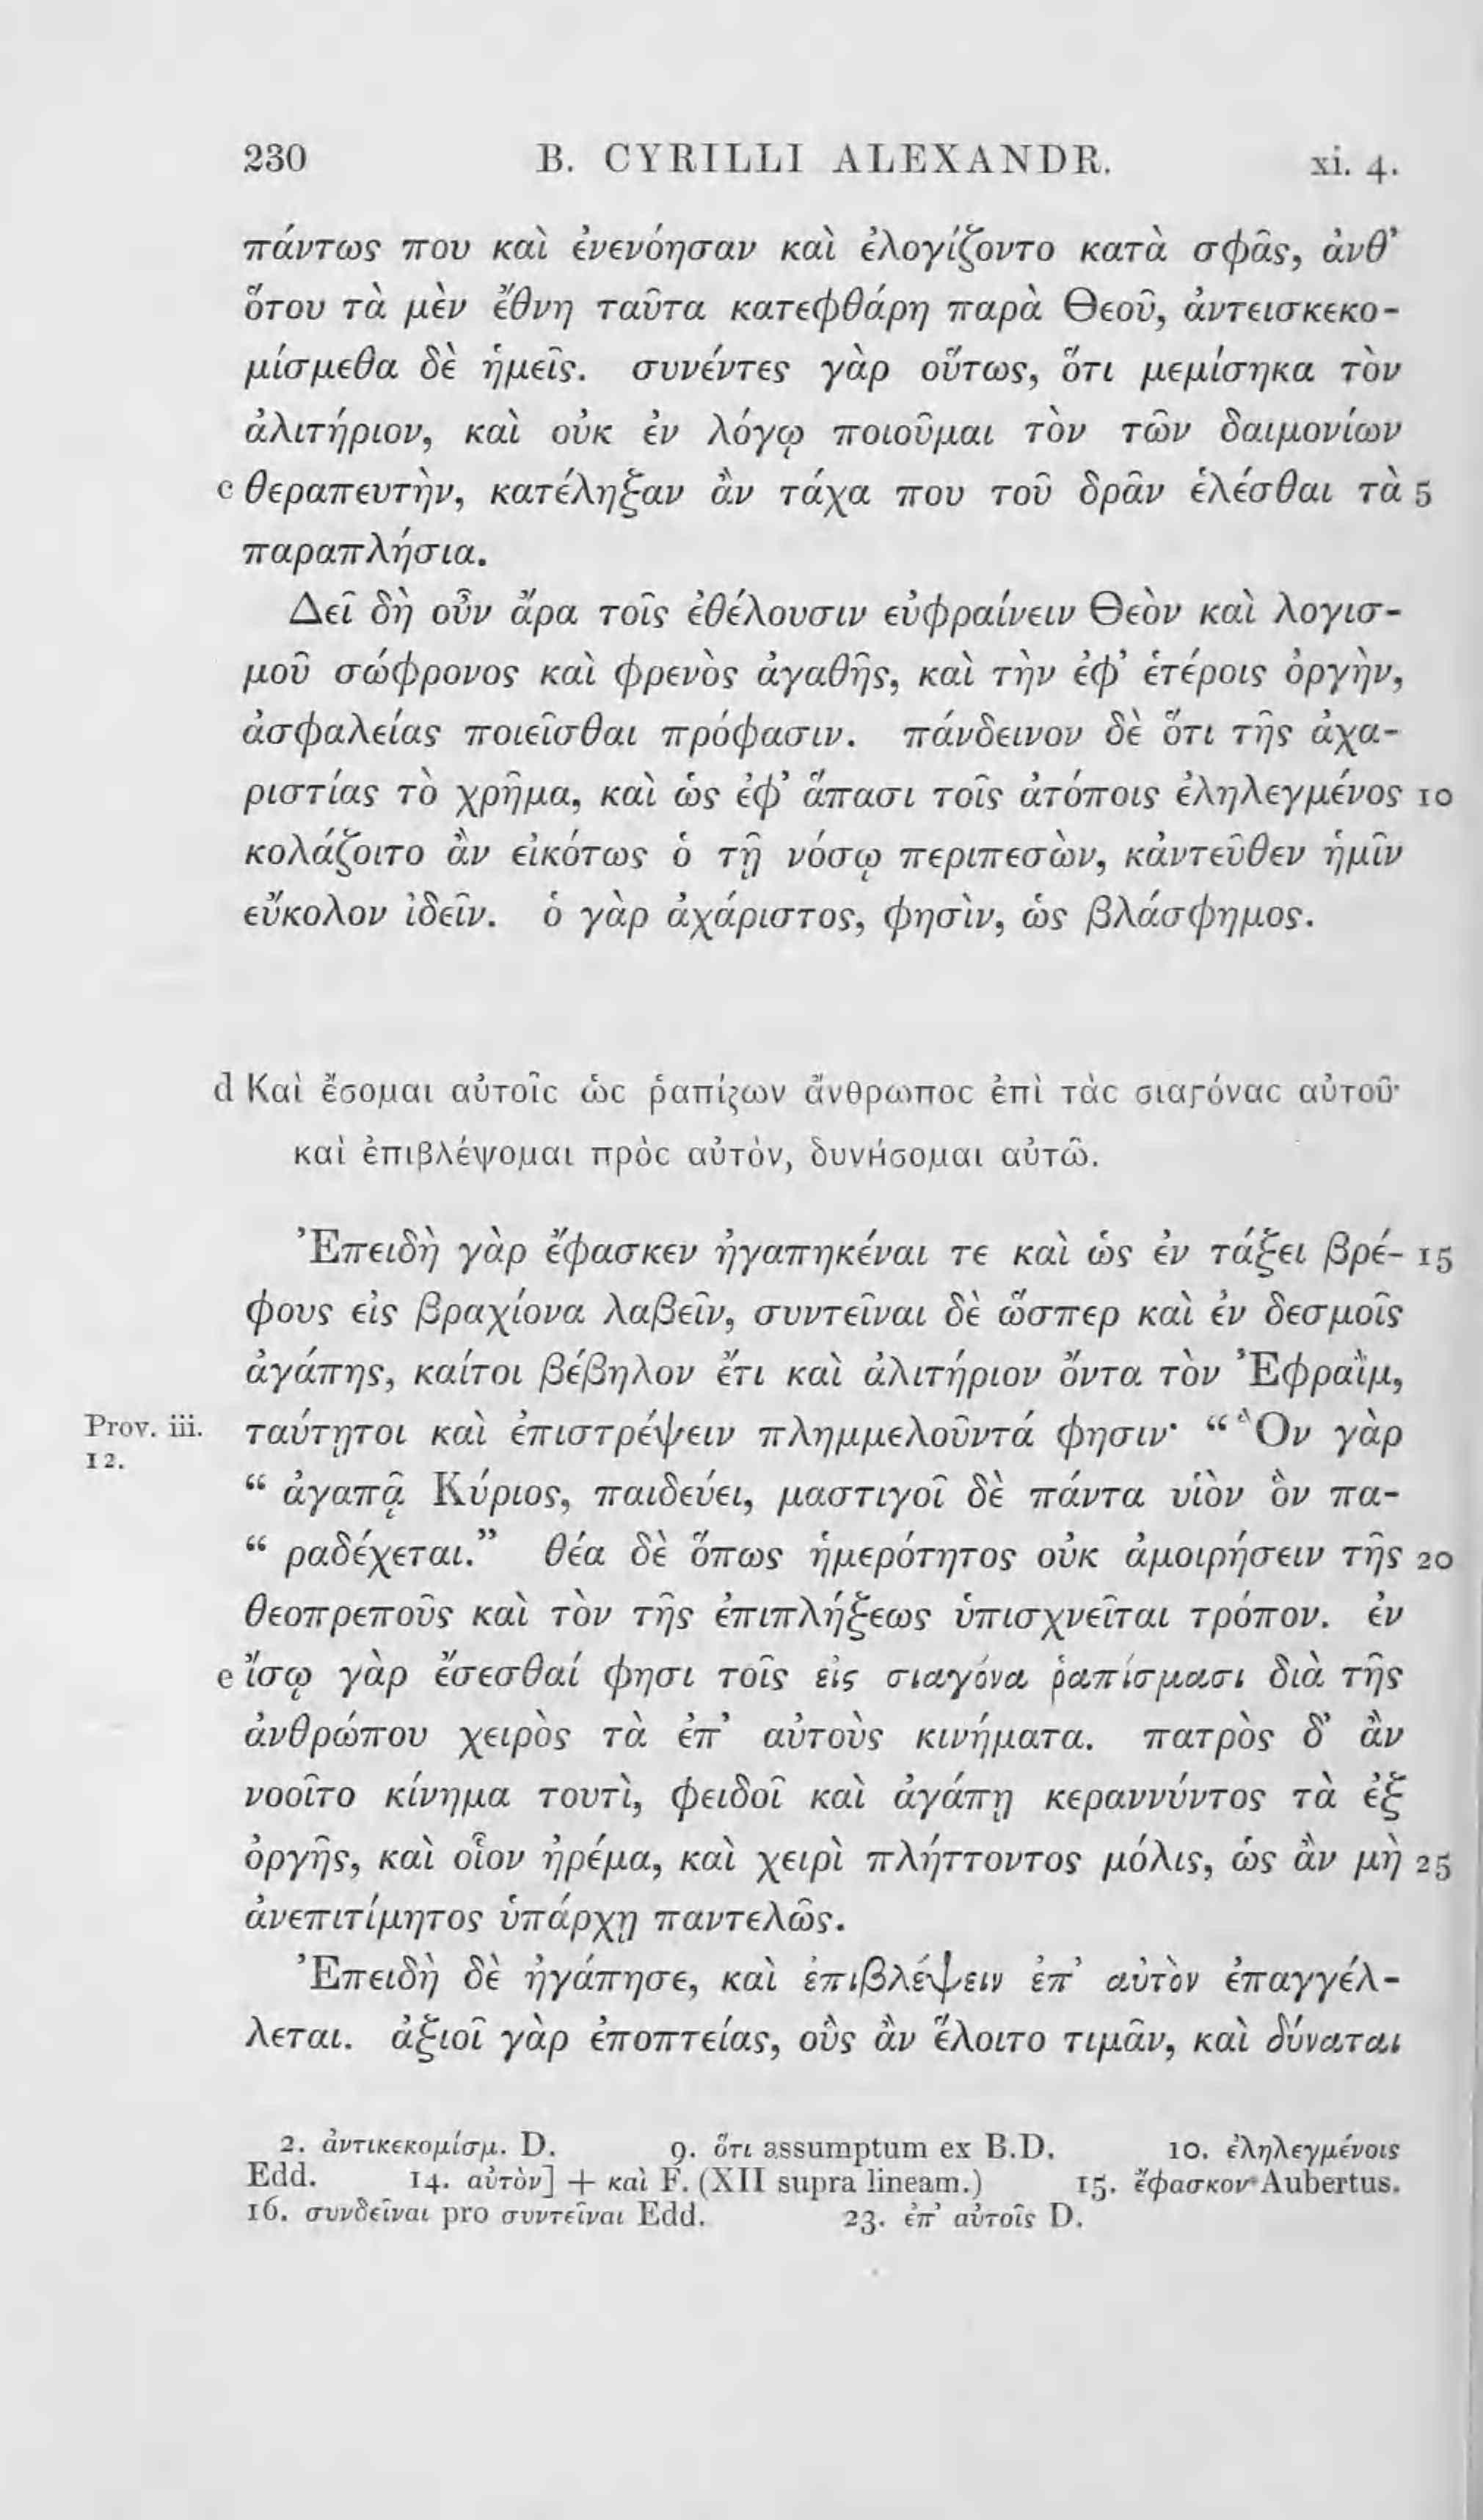 230 B. CYRILLI ALEXANDR. xi. 4.
πάντως που καὶ ἐνενόησαν καὶ ἐλογίζοντο κατὰ σφᾶς, ἀνθ’
ὅτου τὰ μὲν ἔθνη ταῦτα κατεφθάρη παρὰ Θεοῦ, ἀντεισκεκο-
μίσμεθα δὲ ἡμεῖς. συνέντες γὰρ οὕτως, ὅτι μεμίσηκα τὸν
ἀλιτήριον, καὶ οὐκ ἐν λόγῳ ποιοῦμαι τὸν τῶν δαιμονίων
c θεραπευτὴν, κατέληξαν ἂν τάχα που τοῦ δρᾶν ἑλέσθαι τὰ 5
παραπλήσια.
Δεῖ δὴ οὖν ἄρα τοῖς ἐθέλουσιν εὐφραίνειν Θεὸν καὶ λογισ-
μοῦ σώφρονος καὶ φρενὸς ἀγαθῆς, καὶ τὴν ἐφ’ ἑτέροις ὀργὴν,
ἀσφαλείας ποιεῖσθαι πρόφασιν. πάνδεινον δὲ ὅτι τῆς ἀχα-
ριστίας τὸ χρῆμα, καὶ ὡς ἐφ’ ἅπασι τοῖς ἀτόποις ἐληλεγμένος 10
κολάζοιτο ἂν εἰκότως ὁ τῇ νόσῳ περιπεσὼν, κἀντεῦθεν ἡμῖν
εὔκολον ἰδεῖν. ὁ γὰρ ἀχάριστος, φησὶν, ὡς βλάσφημος.
d Καὶ ἔσομαι αὐτοῖς ὡς ῥαπίζων ἄνθρωπος ἐπὶ τὰς σιαγόνας αὐτοῦ·
καὶ ἐπιβλέψομαι πρὸς αὐτὸν, δυνήσομαι αὐτῶ.
Ἐπειδὴ γὰρ ἔφασκεν ἠγαπηκέναι τε καὶ ὡς ἐν τάξει βρέ- 15
φους εἰς βραχίονα λαβεῖν, συντεῖναι δὲ ὥσπερ καὶ ἐν δεσμοῖς
ἀγάπης, καίτοι βέβηλον ἔτι καὶ ἀλιτήριον ὄντα τὸν Ἐφραῒμ,
Prov. iii. 12. ταύτῃτοι καὶ ἐπιστρέψειν πλημμελοῦντά φησιν· “Ὃν γὰρ
“ ἀγαπᾷ Κύριος, παιδεύει, μαστιγοῖ δὲ πάντα υἱὸν ὃν πα-
“ ραδέχεται.” θέα δὲ ὅπως ἡμερότητος οὐκ ἀμοιρήσειν τῆς 20
θεοπρεποῦς καὶ τὸν τῆς ἐπιπλήξεως ὑπισχνεῖται τρόπον. ἐν
e ἴσῳ γὰρ ἔσεσθαί φησι τοῖς εἰς σιαγόνα ῥαπίσμασι διὰ τῆς
ἀνθρώπου χειρὸς τὰ ἐπ’ αὐτοὺς κινήματα. πατρὸς δ’ ἂν
νοοῖτο κίνημα τουτὶ, φειδοῖ καὶ ἀγάπῃ κεραννύντος τὰ ἐξ
ὀργῆς, καὶ οἷον ἠρέμα, καὶ χειρὶ πλήττοντος μόλις, ὡς ἂν μὴ 25
ἀνεπιτίμητος ὑπάρχῃ παντελῶς.
Ἐπειδὴ δὲ ἠγάπησε, καὶ ἐπιβλέψειν ἐπ’ αὐτὸν ἐπαγγέλ-
λεται. ἀξιοῖ γὰρ ἐποπτείας, οὓς ἂν ἕλοιτο τιμᾶν, καὶ δύναται
2. ἀντικεκομίσμ. D. 9. ὅτι assumptum ex B.D. 10. ἐληλεγμένοις
Edd. 14. αὐτὸν] + καὶ F. (XII supra lineam.) 15. ἔφασκον Aubertus.
16. συνδεῖναι pro συντεῖναι Edd. 23. ἐπ’ αὐτοῖς D.